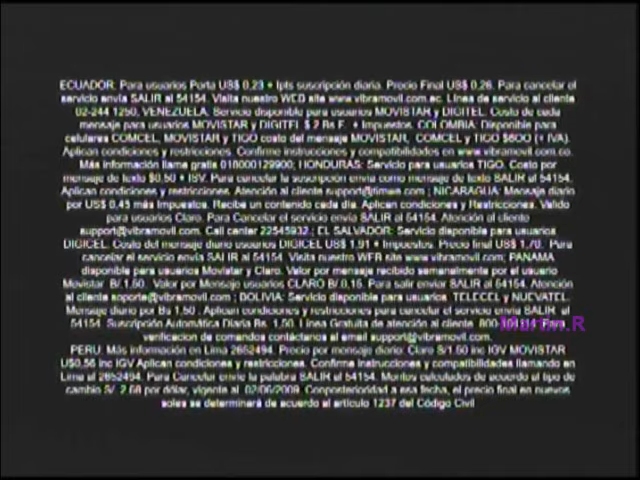 ECUADOR: Para usuarios Porta US$ 0,23 + Ipts suscripción diaria. Precio Final US$ 0,26. Para cancelar el
servicio envía SALIR al 54154. Visita nuestro WEB site www.vibramovil.com.ec. Línea de servicio al cliente
02-244 1250, VENEZUELA. Servicio disponible para usuarios MOVISTAR y DIGITEL. Costo de cada
mensaje para usuarios MOVISTAR y DIGITEL $ 2 Bs F. + Impuestos. COLOMBIA: Disponible para
celulares COMCEL, MOVISTAR y TIGO costo del mensaje MOVISTAR, COMCEL y TIGO $600 (+ IVA).
Aplican condiciones y restricciones. Confirme instrucciones y compatibilidades en www.vibramovil.com.co
Más información llame gratis 018000129900; HONDURAS: Servicio para usuarios TIGO. Costo por
mensaje de texto $0,50 + ISV. Para cancelar la suscripción envía como mensaje de texto SALIR al 54154.
Aplican condiciones y restricciones. Atención al cliente support@timwe.com ; NICARAGUA: Mensaje diario
por US$ 0,45 más Impuestos. Recibe un contenido cada día. Aplican condiciones y Restricciones. Valido
para usuarios Claro. Para Cancelar el servicio envía SALIR al 54154. Atención al cliente
support@vibramovil.com. Call center 22545932.; EL SALVADOR: Servicio disponible para usuarios
DIGICEL. Costo del mensaje diario usuarios DIGICEL US$ 1,91 + Impuestos. Precio final US$ 1,70. Para
cancelar el servicio envía SALIR al 54154. Visita nuestro WEB site www.vibramovil.com; PANAMA
disponible para usuarios Movistar y Claro. Valor por mensaje recibido semanalmente por el usuario
Movistar B/.1,50. Valor por Mensaje usuarios CLARO B/.0,16. Para salir enviar SALIR al 54154. Atención
al cliente soporte@vibramovil.com ; BOLIVIA: Servicio disponible para usuarios TELECEL y NUEVATEL.
Mensaje diario por Bs 1,50 . Aplican condiciones y restricciones para cancelar el servicio envía SALIR al
54154. Suscripción Automática Diaria Bs. 1,50. Línea Gratuita de atención al cliente. 800 Martin.R
verificacion de comandos contáctanos al email support@vibramovil.com.
PERU: Más información en Lima 2652494. Precio por mensaje diario: Claro S/1.60 inc IGV MOVISTAR
U$0,56 inc IGV Aplican condiciones y restricciones. Confirme Instrucciones y compatibilidades llamando en
Lima al 2652494. Para Cancelar envíe la palabra SALIR al 54154. Montos calculados de acuerdo al tipo de
cambio S/. 2.68 por dólar, vigente al 02/06/2009. Con posterioridad a esa fecha, el precio final en nuevos
soles se determinará de acuerdo al artículo 1237 del Código Civil